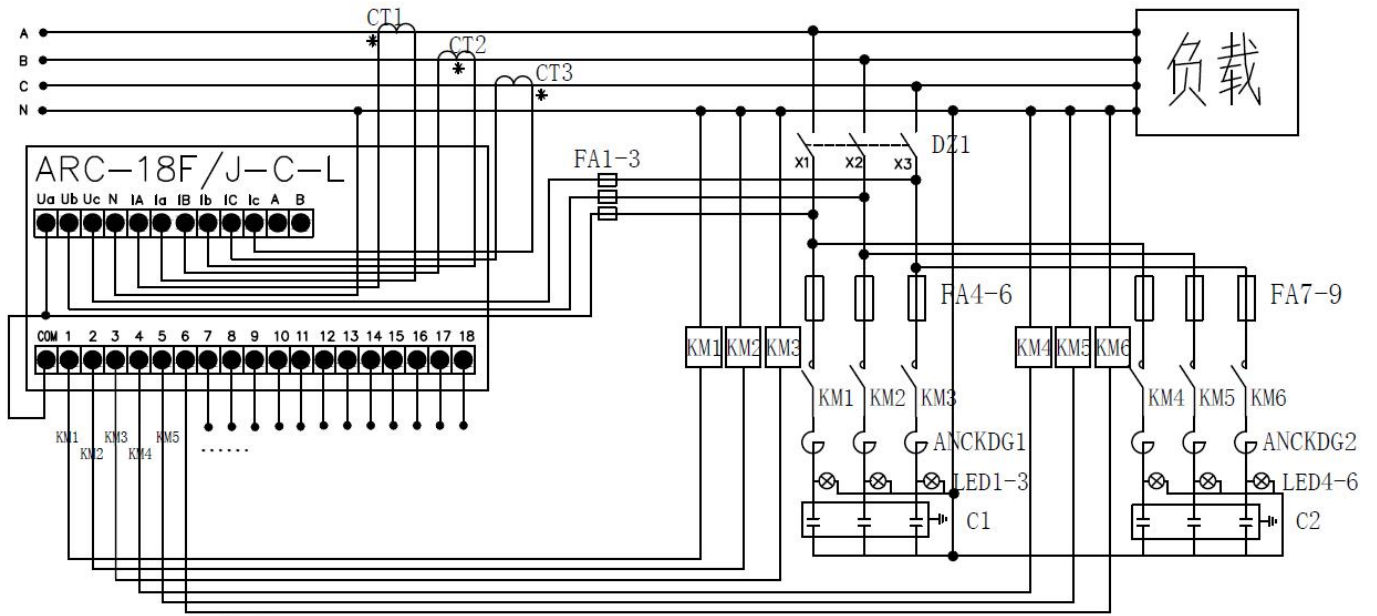 CT1
A
CT2
B
CT3
C
N
负载
ARC-18F/J-C-L
FA1-3
X1 X2 X3 DZ1
Ua Ub Uc N IA Ia IB Ib IC Ic A B
FA4-6 FA7-9
COM 1 2 3 4 5 6 7 8 9 10 11 12 13 14 15 16 17 18
KM1 KM2 KM3 KM4 KM5 KM6
KM1 KM2 KM3 KM4 KM5 KM6
KM1 KM3 KM5
KM2 KM4
......
ANCKDG1 ANCKDG2
LED1-3 LED4-6
C1 C2